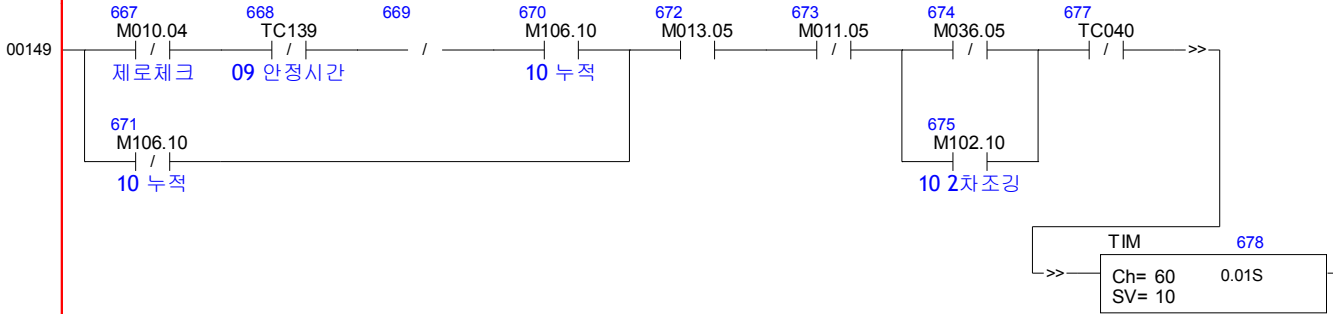 667 668 669 670 672 673 674 677
M010.04 TC139 M106.10 M013.05 M011.05 M036.05 TC040
00149 / / / / / / >>
제로체크 09 안정시간 10 누적
671 675
M106.10 M102.10
/
10 누적 10 2차조깅
TIM 678
>> Ch= 60 0.01S
SV= 10